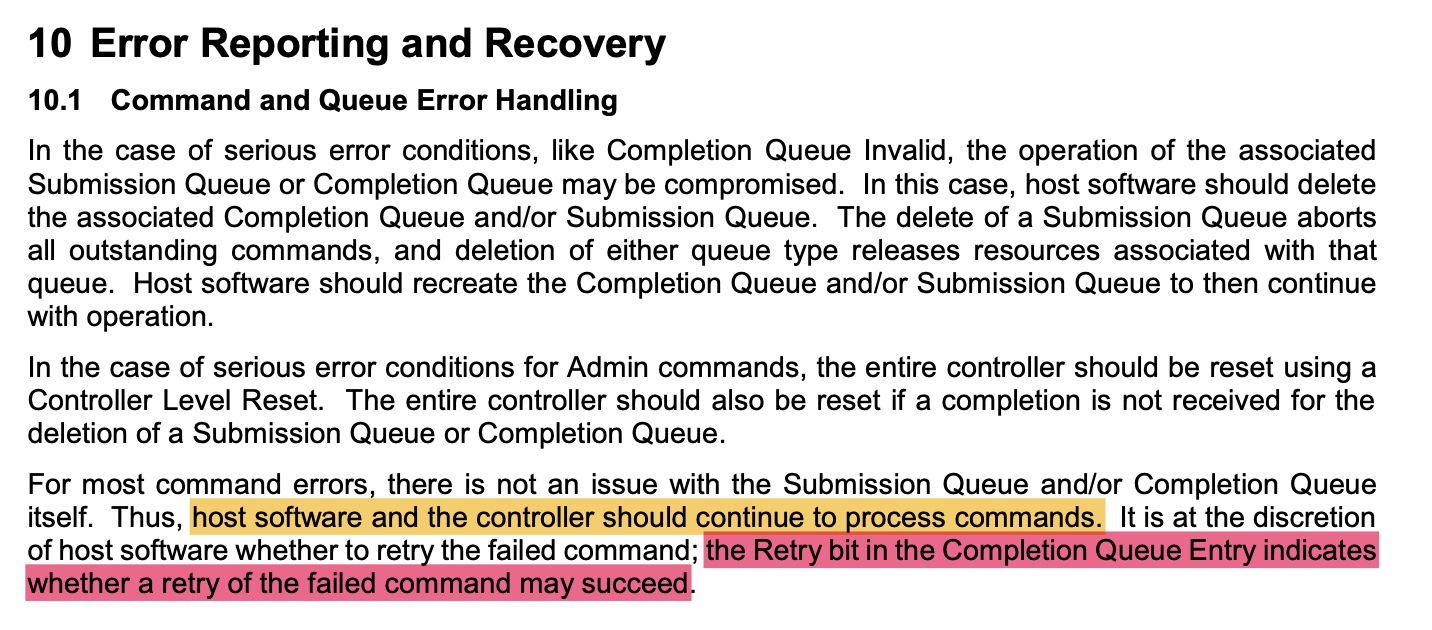 10 Error Reporting and Recovery
10.1 Command and Queue Error Handling
In the case of serious error conditions, like Completion Queue Invalid, the operation of the associated
Submission Queue or Completion Queue may be compromised. In this case, host software should delete
the associated Completion Queue and/or Submission Queue. The delete of a Submission Queue aborts
all outstanding commands, and deletion of either queue type releases resources associated with that
queue. Host software should recreate the Completion Queue and/or Submission Queue to then continue
with operation.
In the case of serious error conditions for Admin commands, the entire controller should be reset using a
Controller Level Reset. The entire controller should also be reset if a completion is not received for the
deletion of a Submission Queue or Completion Queue.
For most command errors, there is not an issue with the Submission Queue and/or Completion Queue
itself. Thus, host software and the controller should continue to process commands. It is at the discretion
of host software whether to retry the failed command; the Retry bit in the Completion Queue Entry indicates
whether a retry of the failed command may succeed.